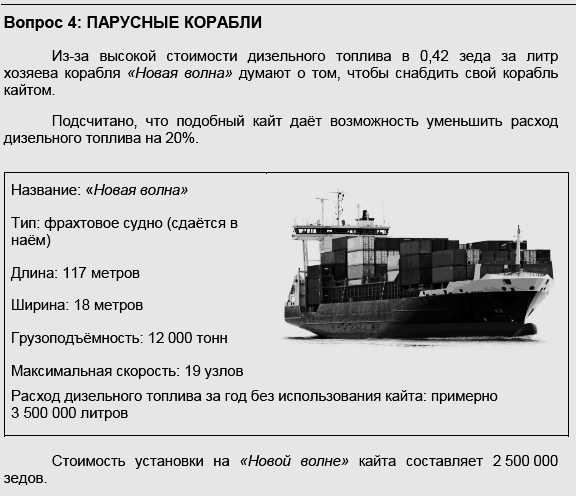 Вопрос 4: ПАРУСНЫЕ КОРАБЛИ
Из-за высокой стоимости дизельного топлива в 0,42 зеда за литр
хозяева корабля «Новая волна» думают о том, чтобы снабдить свой корабль
кайтом.
Подсчитано, что подобный кайт даёт возможность уменьшить расход
дизельного топлива на 20%.
Название: «Новая волна»
Тип: фрахтовое судно (сдаётся в
наём)
Длина: 117 метров
Ширина: 18 метров
Грузоподъёмность: 12 000 тонн
Максимальная скорость: 19 узлов
Расход дизельного топлива за год без использования кайта: примерно
3 500 000 литров
Стоимость установки на «Новой волне» кайта составляет 2 500 000
зедов.